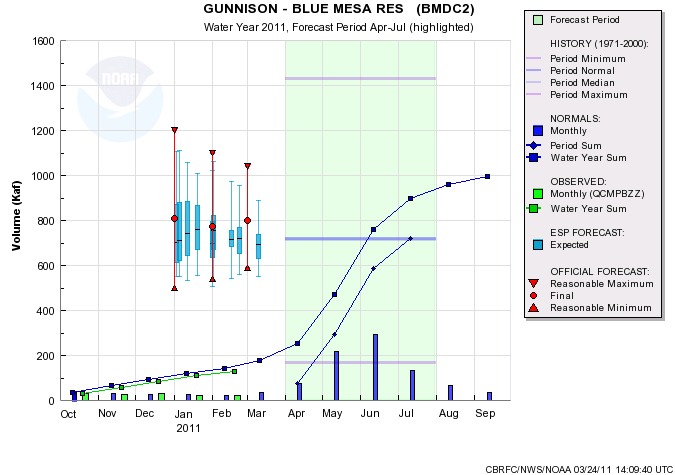 GUNNISON - BLUE MESA RES (BMDC2)
Water Year 2011, Forecast Period Apr-Jul (highlighted)
NOAA
Volume (Kaf)
1600
1400
1200
1000
800
600
400
200
0
Oct Nov Dec Jan Feb Mar Apr May Jun Jul Aug Sep
2011
Forecast Period
HISTORY (1971-2000):
Period Minimum
Period Normal
Period Median
Period Maximum
NORMALS:
Monthly
Period Sum
Water Year Sum
OBSERVED:
Monthly (QCMPBZZ)
Water Year Sum
ESP FORECAST:
Expected
OFFICIAL FORECAST:
Reasonable Maximum
Final
Reasonable Minimum
CBRFC/NWS/NOAA 03/24/11 14:09:40 UTC